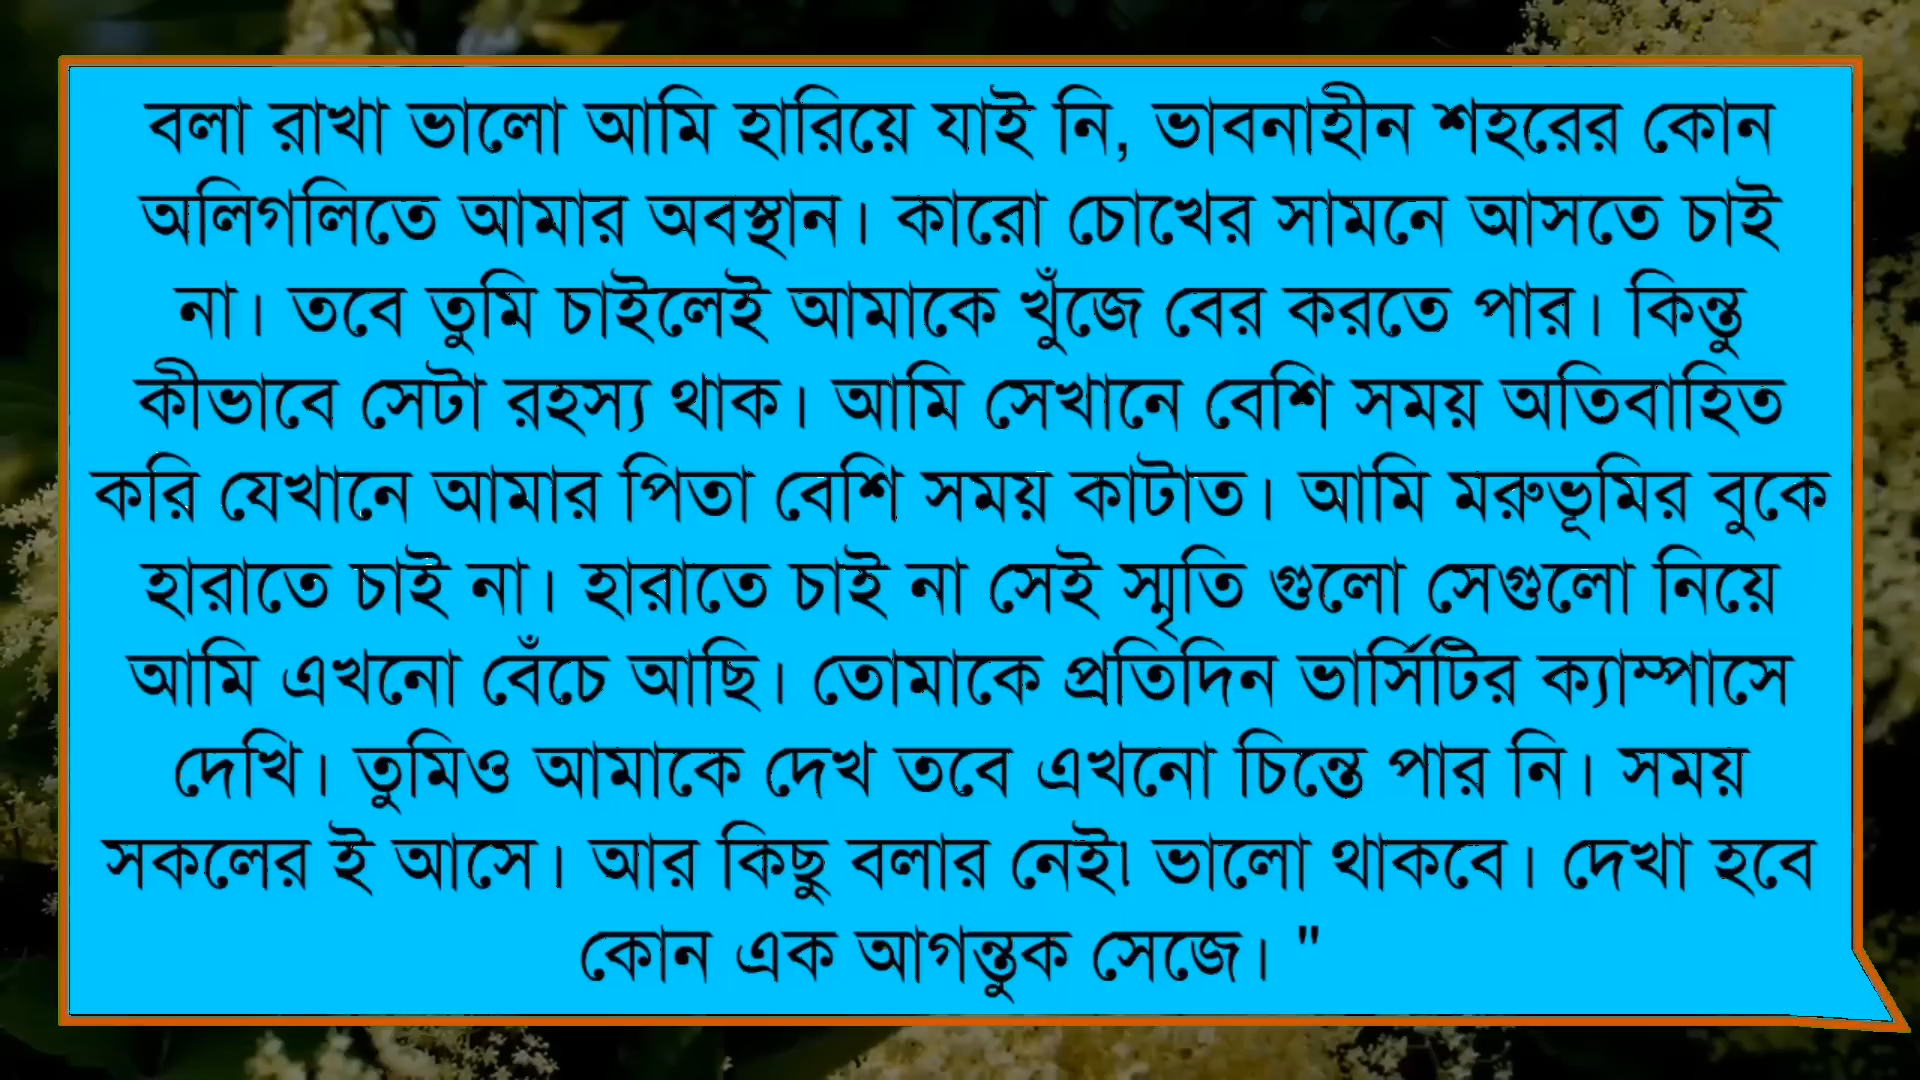 বলা রাখা ভালো আমি হারিয়ে যাই নি, ভাবনাহীন শহরের কোন
অলিগলিতে আমার অবস্থান। কারো চোখের সামনে আসতে চাই
না। তবে তুমি চাইলেই আমাকে খুঁজে বের করতে পার। কিন্তু
কীভাবে সেটা রহস্য থাক। আমি সেখানে বেশি সময় অতিবাহিত
করি যেখানে আমার পিতা বেশি সময় কাটাত। আমি মরুভূমির বুকে
হারাতে চাই না। হারাতে চাই না সেই স্মৃতি গুলো সেগুলো নিয়ে
আমি এখনো বেঁচে আছি। তোমাকে প্রতিদিন ভার্সিটির ক্যাম্পাসে
দেখি। তুমিও আমাকে দেখ তবে এখনো চিন্তে পার নি। সময়
সকলের ই আসে। আর কিছু বলার নেই৷ ভালো থাকবে। দেখা হবে
কোন এক আগন্তুক সেজে। "